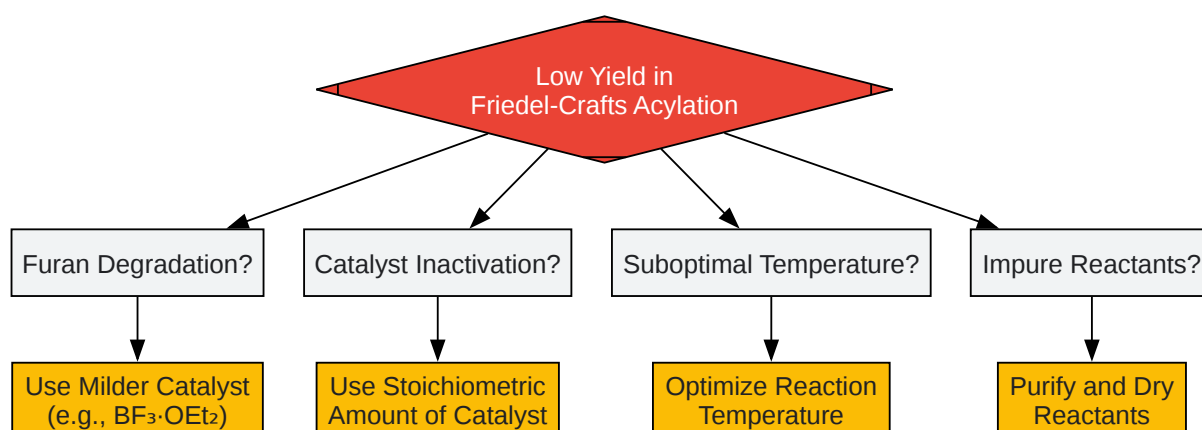 Low Yield in
Friedel-Crafts Acylation
Furan Degradation?
Catalyst Inactivation?
Suboptimal Temperature?
Impure Reactants?
Use Milder Catalyst
(e.g., BF₃·OEt₂)
Use Stoichiometric
Amount of Catalyst
Optimize Reaction
Temperature
Purify and Dry
Reactants